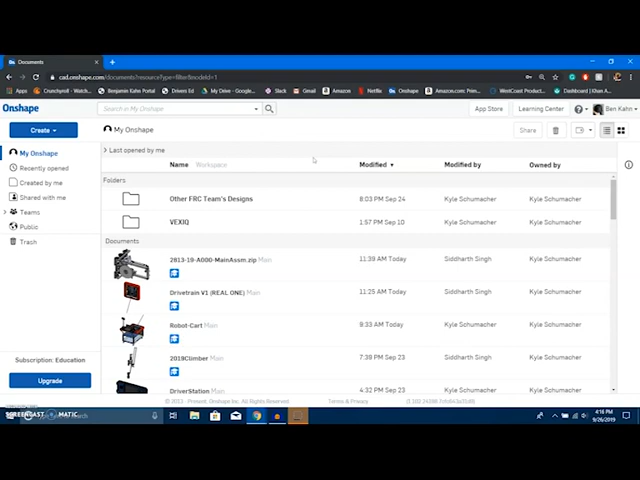 Documents
cad.onshape.com/documents?resourceType=filter&nodeId=1
Apps Crunchyroll - Watch... Benjamin Kahn Portal Drivers Ed My Drive - Google... Slack Gmail Amazon Netflix Onshape Amazon.com: Prim... WestCoast Product... Dashboard | Khan A...
Onshape
Search in My Onshape
App Store
Learning Center
Ben Kahn
Create
My Onshape
Share
My Onshape
Recently opened
Created by me
Shared with me
Teams
Public
Trash
Last opened by me
Name Workspace Modified Modified by Owned by
Folders
Other FRC Team's Designs 8:03 PM Sep 24 Kyle Schumacher Kyle Schumacher
VEXIQ 1:57 PM Sep 10 Kyle Schumacher Kyle Schumacher
Documents
2813-18-A000-MainAssm.zip Main 11:39 AM Today Siddharth Singh Kyle Schumacher
Drivetrain V1 (REAL ONE) Main 11:25 AM Today Siddharth Singh Kyle Schumacher
Robot-Cart Main 9:33 AM Today Kyle Schumacher Kyle Schumacher
2019Climber Main 7:39 PM Sep 23 Siddharth Singh Kyle Schumacher
DriverStation Main 4:32 PM Sep 23 Kyle Schumacher Kyle Schumacher
Subscription: Education
Upgrade
© 2013 - Present, Onshape Inc. All Rights Reserved.
Terms & Privacy
SCREENCAST MATIC
search
4:16 PM
9/26/2019